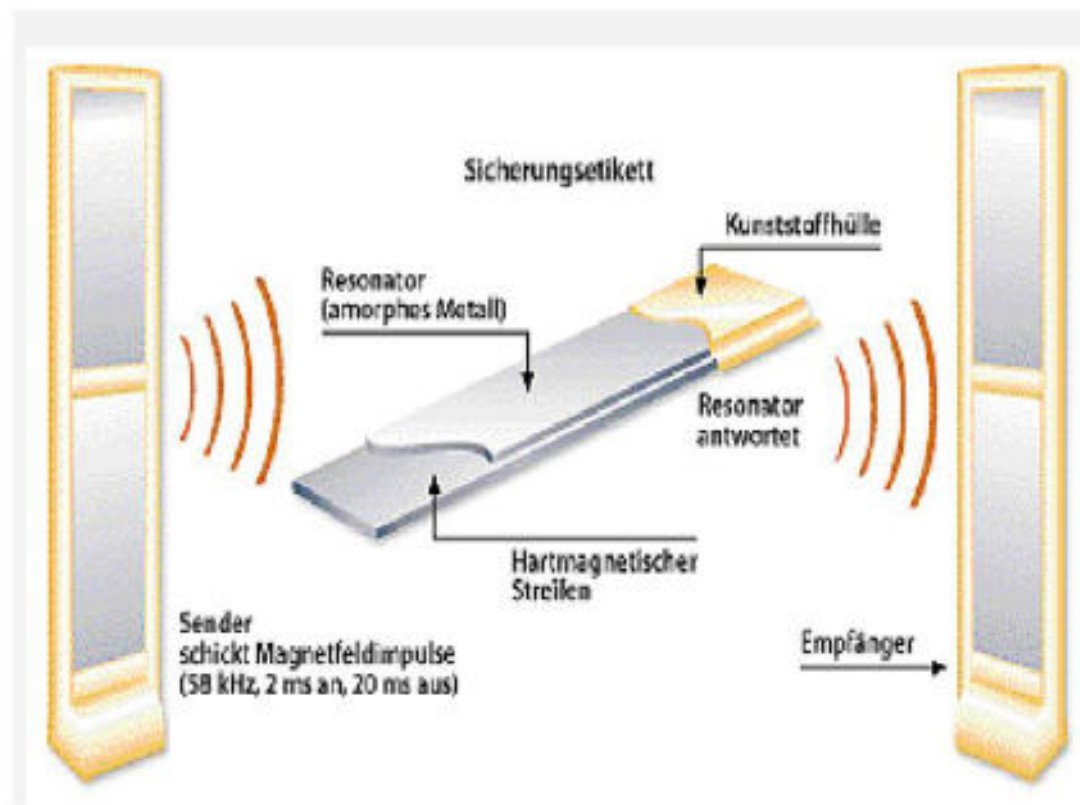 Sicherungsetikett
Kunststoffhülle
Resonator
(amorphes Metall)
Resonator
antwortet
Hartmagnetischer
Streifen
Sender
schickt Magnetfeldimpulse
(58 kHz, 2 ms an, 20 ms aus)
Empfänger